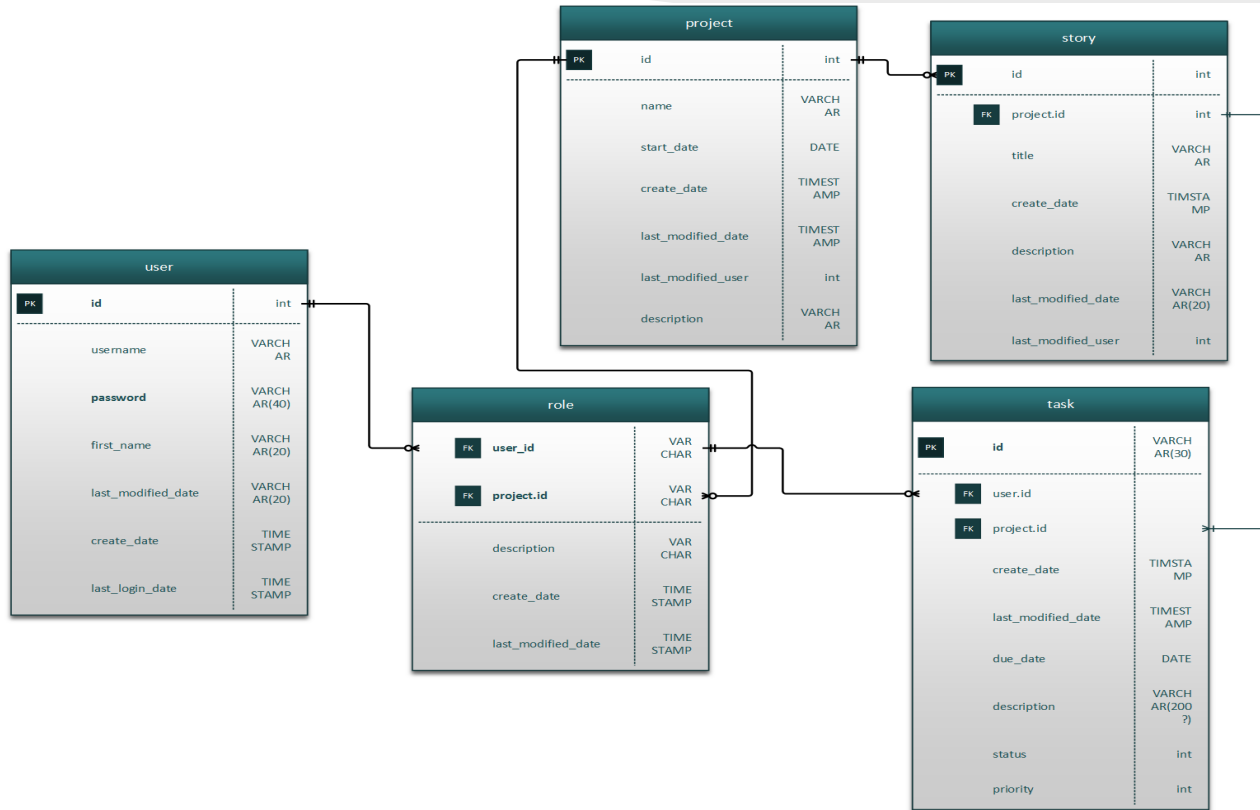 project
PK id int
name VARCH
AR
start_date DATE
create_date TIMEST
AMP
last_modified_date TIMEST
AMP
last_modified_user int
description VARCH
AR
story
PK id int
FK project.id int
title VARCH
AR
create_date TIMSTA
MP
description VARCH
AR
last_modified_date VARCH
AR(20)
last_modified_user int
user
PK id int
username VARCH
AR
password VARCH
AR(40)
first_name VARCH
AR(20)
last_modified_date VARCH
AR(20)
create_date TIME
STAMP
last_login_date TIME
STAMP
role
FK user_id VAR
CHAR
FK project.id VAR
CHAR
description VAR
CHAR
create_date TIME
STAMP
last_modified_date TIME
STAMP
task
PK id VARCH
AR(30)
FK user.id
FK project.id
create_date TIMSTA
MP
last_modified_date TIMEST
AMP
due_date DATE
description VARCH
AR(200
?)
status int
priority int